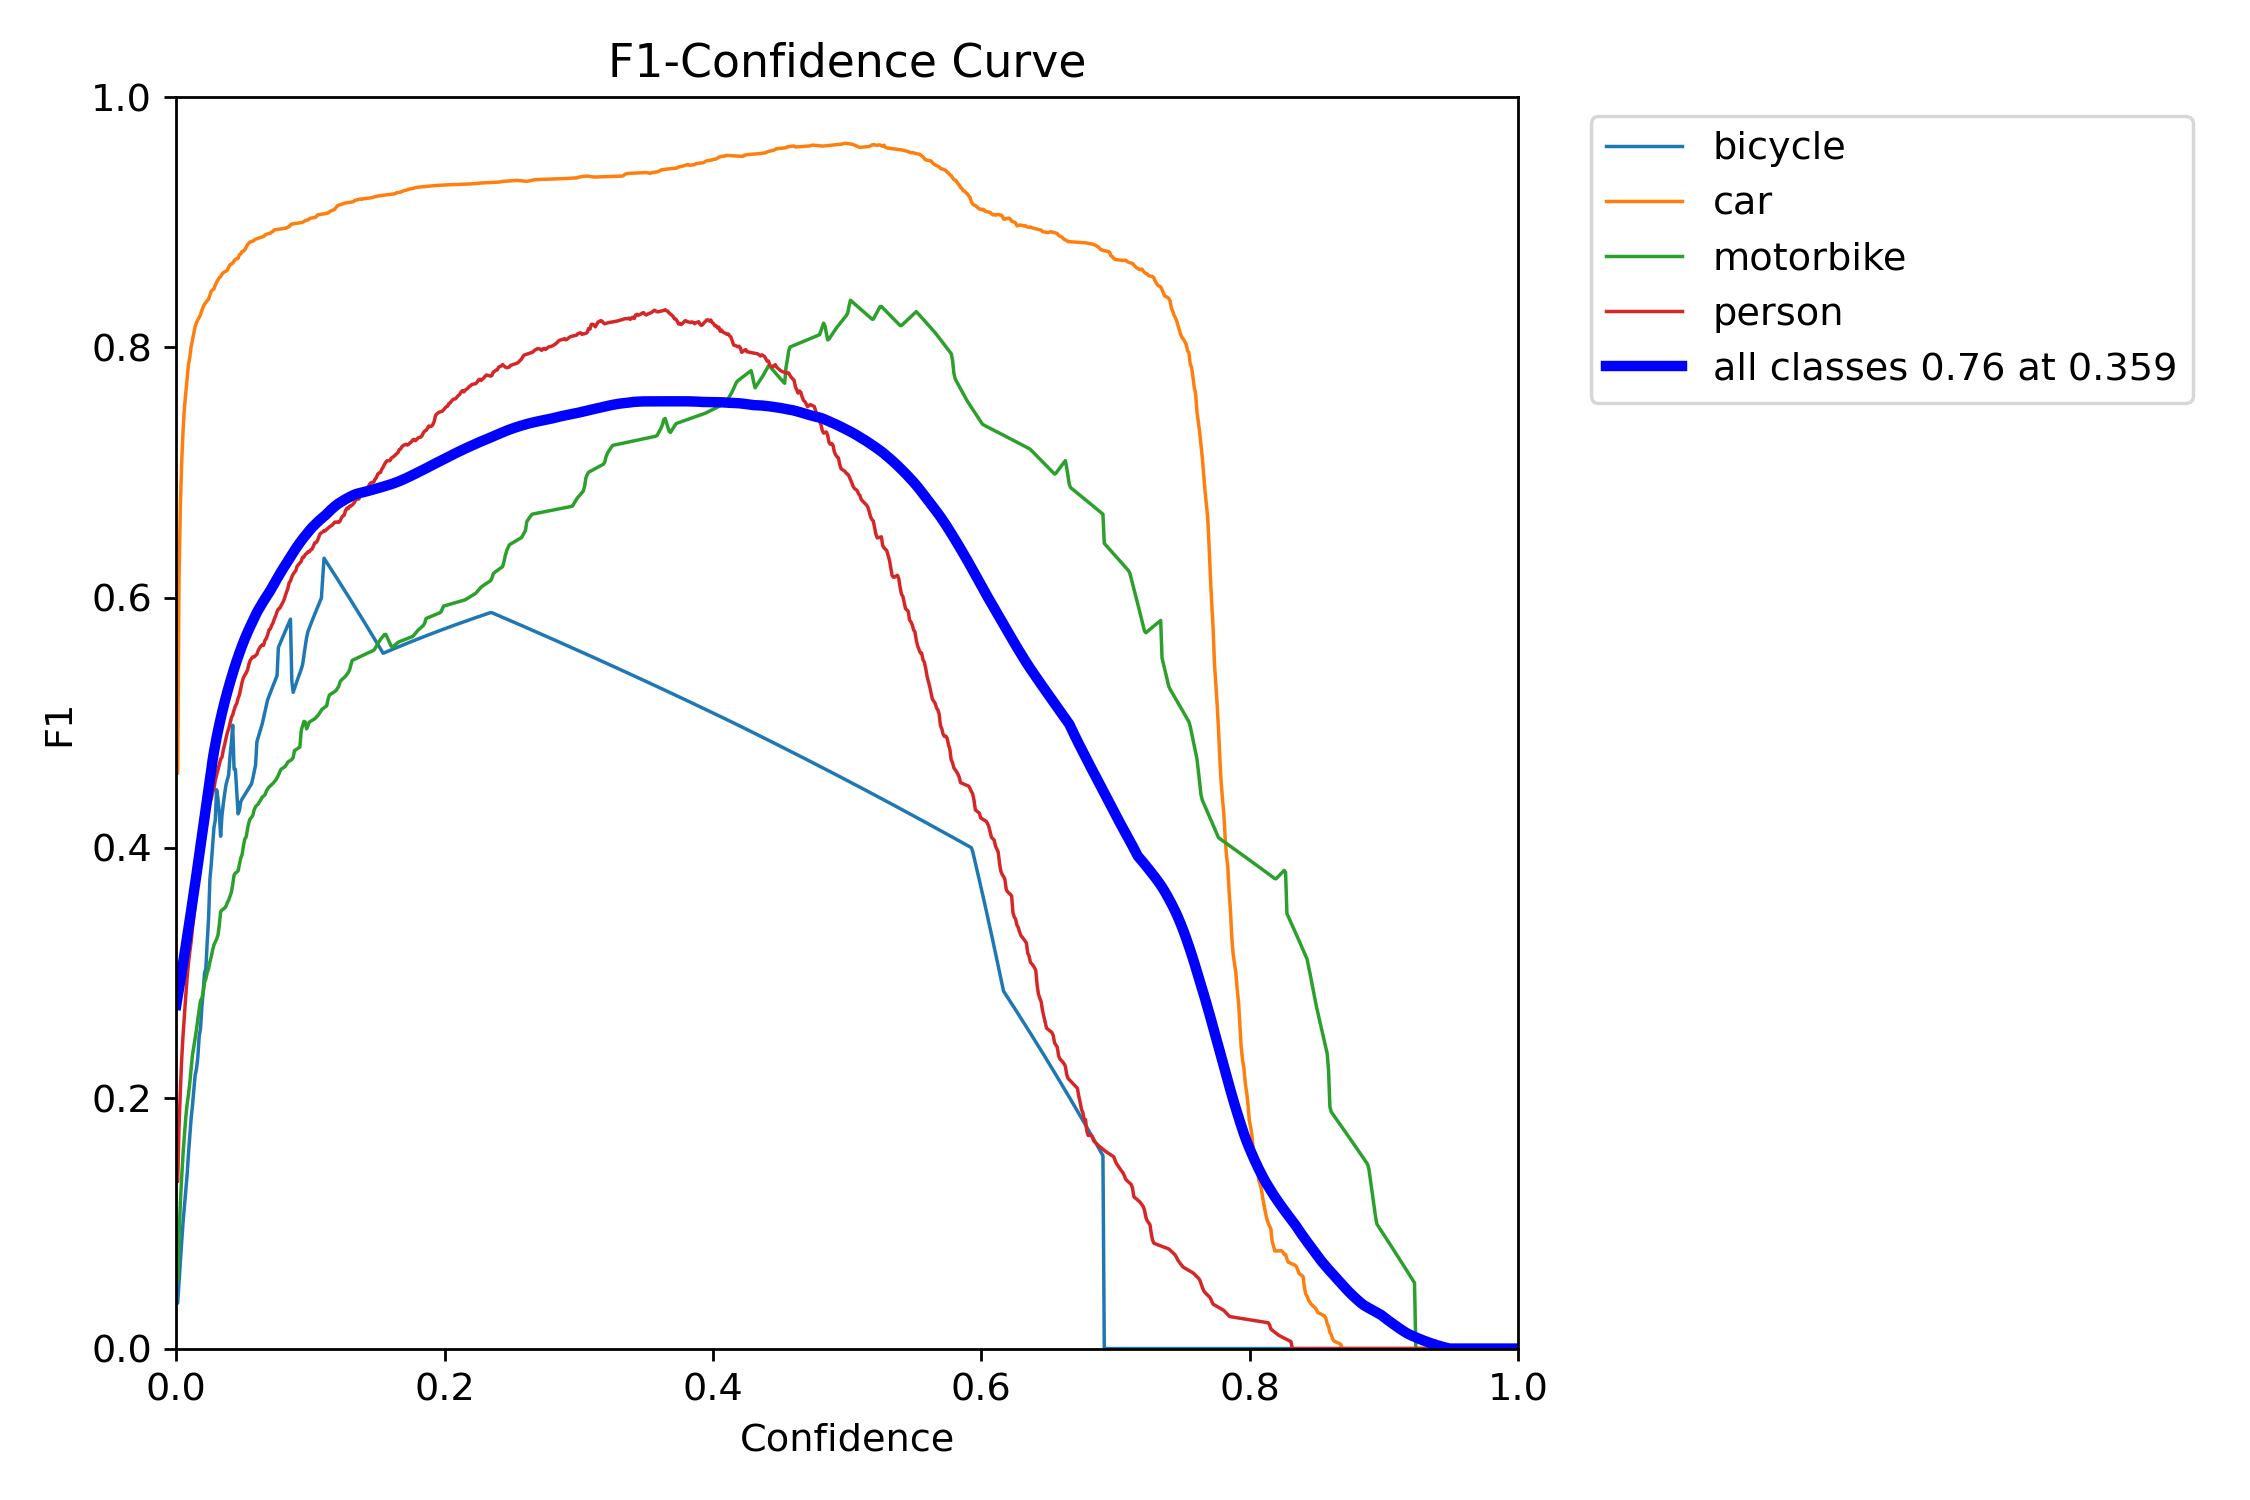 F1-Confidence Curve
1.0
0.8
0.6
0.4
0.2
0.0
F1
0.0 0.2 0.4 0.6 0.8 1.0
Confidence
bicycle
car
motorbike
person
all classes 0.76 at 0.359